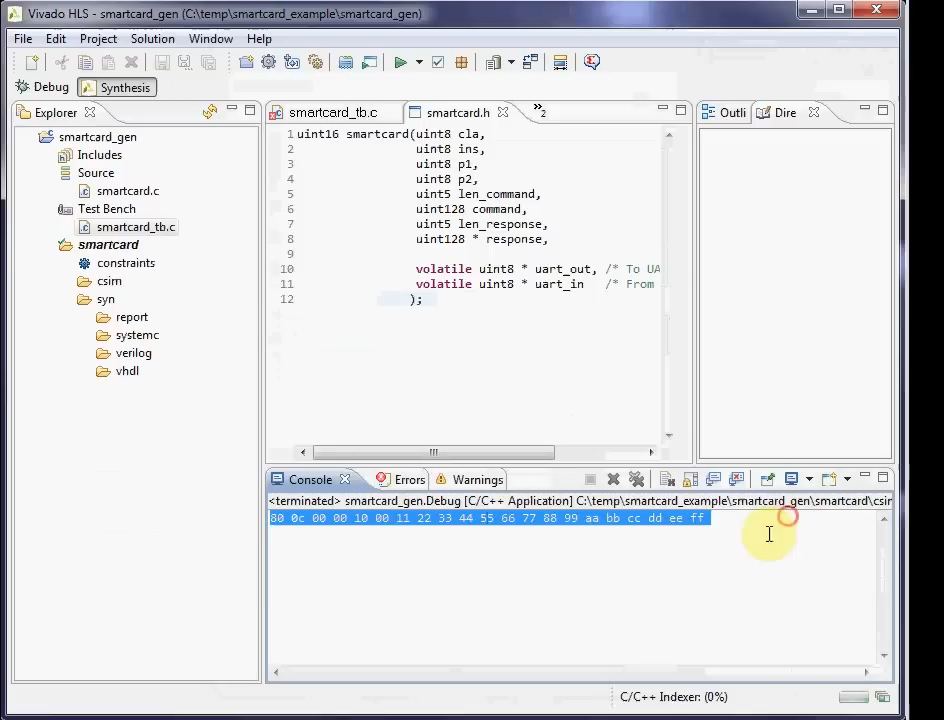 Vivado HLS - smartcard_gen (C:\temp\smartcard_example\smartcard_gen)
File Edit Project Solution Window Help
Debug Synthesis
Explorer
smartcard_gen
Includes
Source
smartcard.c
Test Bench
smartcard_tb.c
smartcard
constraints
csim
syn
report
systemc
verilog
vhdl
smartcard_tb.c smartcard.h »2
1 uint16 smartcard(uint8 cla,
2 uint8 ins,
3 uint8 p1,
4 uint8 p2,
5 uint5 len_command,
6 uint128 command,
7 uint5 len_response,
8 uint128 * response,
9
10 volatile uint8 * uart_out, /* To UA
11 volatile uint8 * uart_in /* From
12 );
Outli Dire
Console Errors Warnings
<terminated> smartcard_gen.Debug [C/C++ Application] C:\temp\smartcard_example\smartcard_gen\smartcard\csin
80 0c 00 00 10 00 11 22 33 44 55 66 77 88 99 aa bb cc dd ee ff
C/C++ Indexer: (0%)